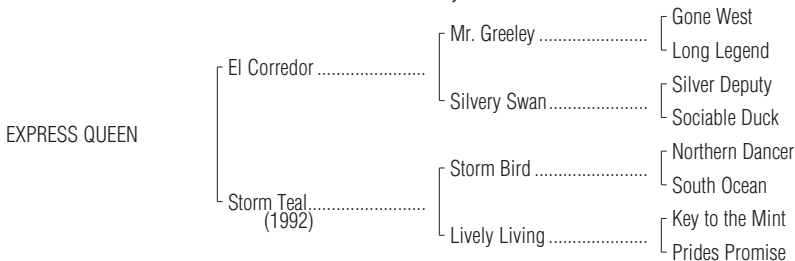 Gone West
Mr. Greeley ......................
Long Legend
El Corredor ......................
Silver Deputy
Silvery Swan....................
Sociable Duck
EXPRESS QUEEN
Northern Dancer
Storm Bird .......................
South Ocean
Storm Teal........................
(1992)
Key to the Mint
Lively Living .....................
Prides Promise